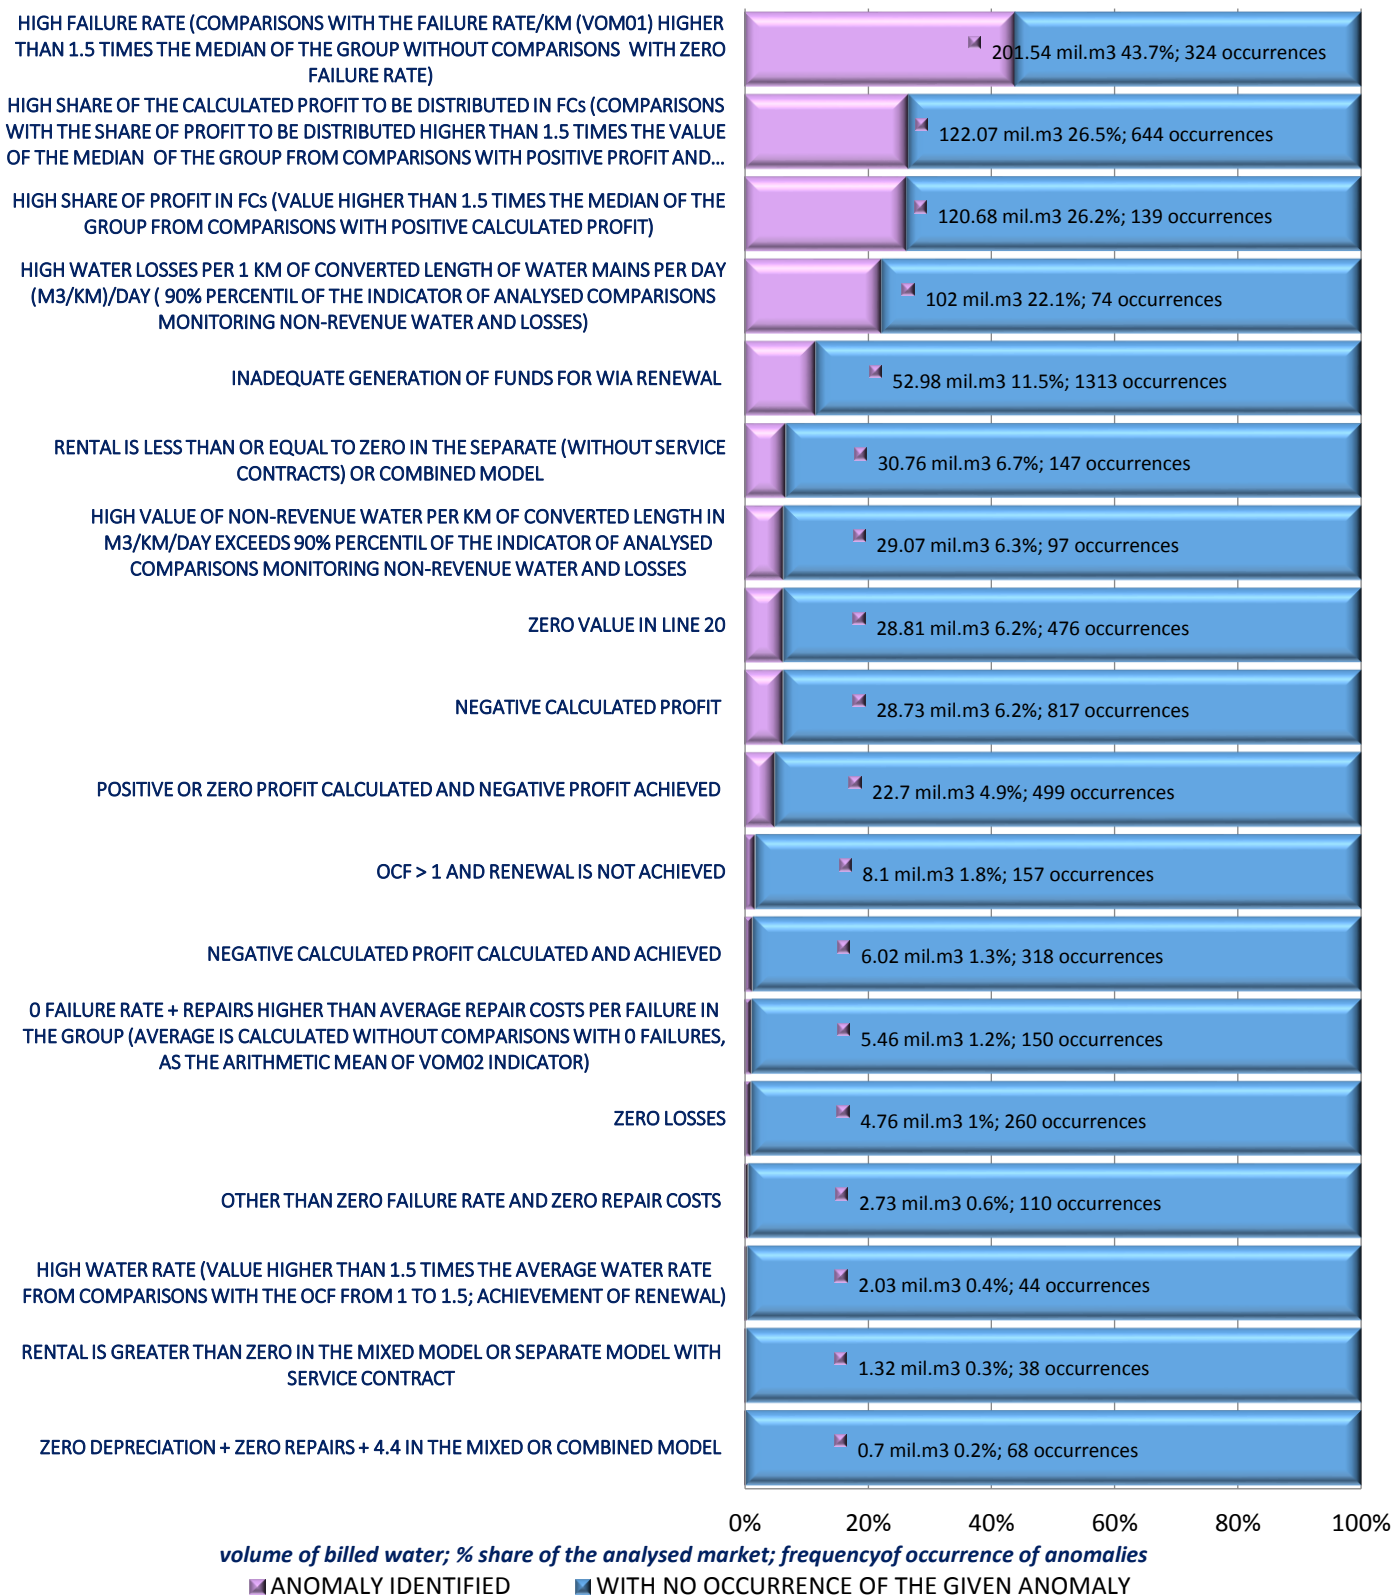 HIGH FAILURE RATE (COMPARISONS WITH THE FAILURE RATE/KM (VOM01) HIGHER
THAN 1.5 TIMES THE MEDIAN OF THE GROUP WITHOUT COMPARISONS WITH ZERO
FAILURE RATE)
201.54 mil.m3 43.7%; 324 occurrences
HIGH SHARE OF THE CALCULATED PROFIT TO BE DISTRIBUTED IN FCs (COMPARISONS
WITH THE SHARE OF PROFIT TO BE DISTRIBUTED HIGHER THAN 1.5 TIMES THE VALUE
OF THE MEDIAN OF THE GROUP FROM COMPARISONS WITH POSITIVE PROFIT AND...
122.07 mil.m3 26.5%; 644 occurrences
HIGH SHARE OF PROFIT IN FCs (VALUE HIGHER THAN 1.5 TIMES THE MEDIAN OF THE
GROUP FROM COMPARISONS WITH POSITIVE CALCULATED PROFIT)
120.68 mil.m3 26.2%; 139 occurrences
HIGH WATER LOSSES PER 1 KM OF CONVERTED LENGTH OF WATER MAINS PER DAY
(M3/KM)/DAY ( 90% PERCENTIL OF THE INDICATOR OF ANALYSED COMPARISONS
MONITORING NON-REVENUE WATER AND LOSSES)
102 mil.m3 22.1%; 74 occurrences
INADEQUATE GENERATION OF FUNDS FOR WIA RENEWAL
52.98 mil.m3 11.5%; 1313 occurrences
RENTAL IS LESS THAN OR EQUAL TO ZERO IN THE SEPARATE (WITHOUT SERVICE
CONTRACTS) OR COMBINED MODEL
30.76 mil.m3 6.7%; 147 occurrences
HIGH VALUE OF NON-REVENUE WATER PER KM OF CONVERTED LENGTH IN
M3/KM/DAY EXCEEDS 90% PERCENTIL OF THE INDICATOR OF ANALYSED
COMPARISONS MONITORING NON-REVENUE WATER AND LOSSES
29.07 mil.m3 6.3%; 97 occurrences
ZERO VALUE IN LINE 20
28.81 mil.m3 6.2%; 476 occurrences
NEGATIVE CALCULATED PROFIT
28.73 mil.m3 6.2%; 817 occurrences
POSITIVE OR ZERO PROFIT CALCULATED AND NEGATIVE PROFIT ACHIEVED
22.7 mil.m3 4.9%; 499 occurrences
OCF > 1 AND RENEWAL IS NOT ACHIEVED
8.1 mil.m3 1.8%; 157 occurrences
NEGATIVE CALCULATED PROFIT CALCULATED AND ACHIEVED
6.02 mil.m3 1.3%; 318 occurrences
0 FAILURE RATE + REPAIRS HIGHER THAN AVERAGE REPAIR COSTS PER FAILURE IN
THE GROUP (AVERAGE IS CALCULATED WITHOUT COMPARISONS WITH 0 FAILURES,
AS THE ARITHMETIC MEAN OF VOM02 INDICATOR)
5.46 mil.m3 1.2%; 150 occurrences
ZERO LOSSES
4.76 mil.m3 1%; 260 occurrences
OTHER THAN ZERO FAILURE RATE AND ZERO REPAIR COSTS
2.73 mil.m3 0.6%; 110 occurrences
HIGH WATER RATE (VALUE HIGHER THAN 1.5 TIMES THE AVERAGE WATER RATE
FROM COMPARISONS WITH THE OCF FROM 1 TO 1.5; ACHIEVEMENT OF RENEWAL)
2.03 mil.m3 0.4%; 44 occurrences
RENTAL IS GREATER THAN ZERO IN THE MIXED MODEL OR SEPARATE MODEL WITH
SERVICE CONTRACT
1.32 mil.m3 0.3%; 38 occurrences
ZERO DEPRECIATION + ZERO REPAIRS + 4.4 IN THE MIXED OR COMBINED MODEL
0.7 mil.m3 0.2%; 68 occurrences
0% 20% 40% 60% 80% 100%
volume of billed water; % share of the analysed market; frequencyof occurrence of anomalies
ANOMALY IDENTIFIED WITH NO OCCURRENCE OF THE GIVEN ANOMALY